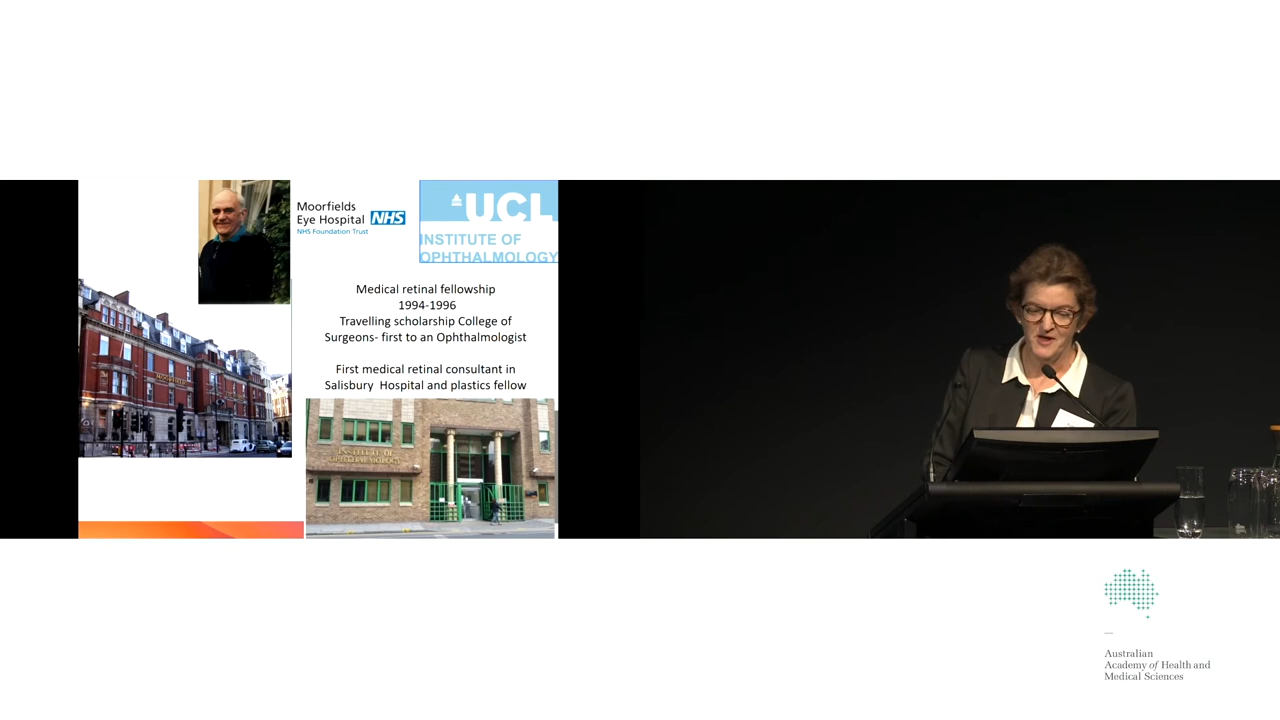 Moorfields
Eye Hospital NHS
NHS Foundation Trust
UCL
INSTITUTE OF
OPHTHALMOLOGY
Medical retinal fellowship
1994-1996
Travelling scholarship College of
Surgeons- first to an Ophthalmologist
First medical retinal consultant in
Salisbury Hospital and plastics fellow
INSTITUTE OF
OPHTHALMOLOGY
Australian
Academy of Health and
Medical Sciences